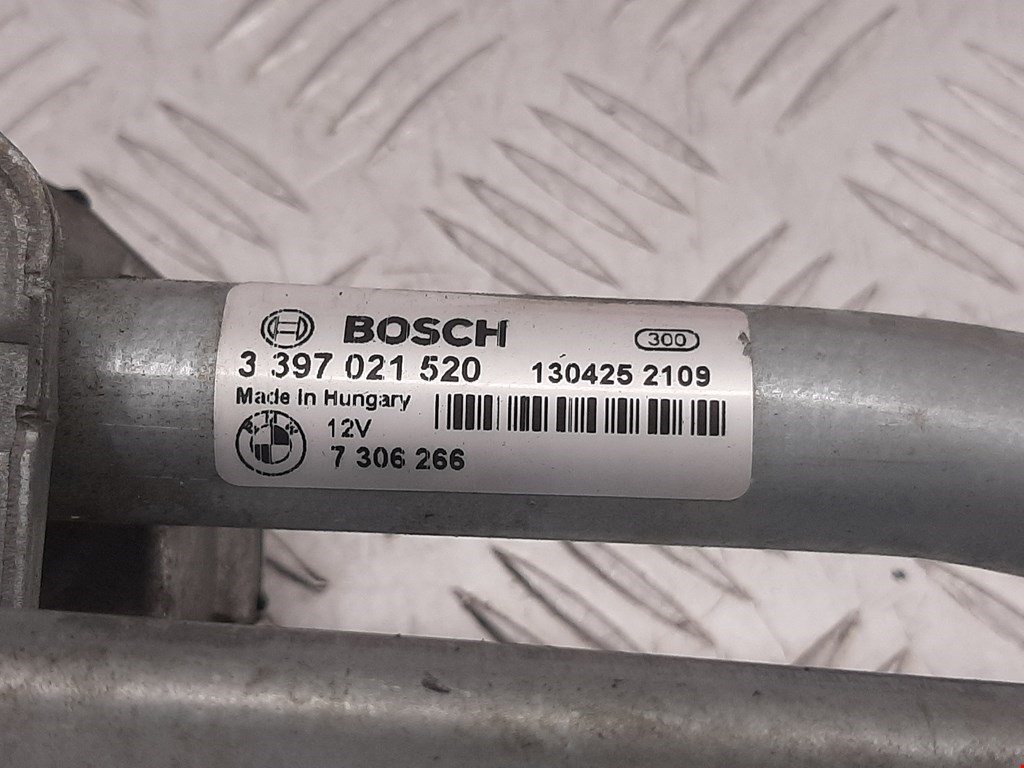 BOSCH 300
3 397 021 520 130425 2109
Made In Hungary
12V
7 306 266